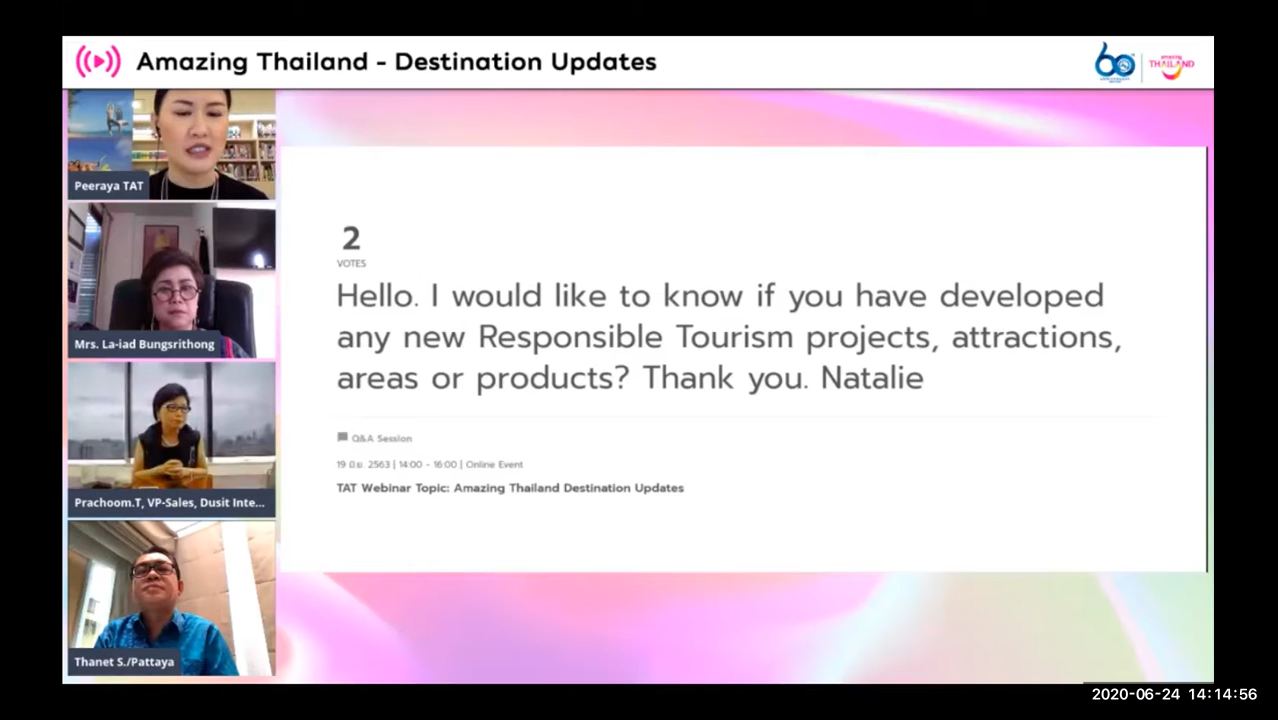 Amazing Thailand - Destination Updates
60
amazing
THAILAND
Peeraya TAT
Mrs. La-iad Bungsrithong
Prachoom.T, VP-Sales, Dusit Inte...
Thanet S./Pattaya
2
VOTES
Hello. I would like to know if you have developed
any new Responsible Tourism projects, attractions,
areas or products? Thank you. Natalie
Q&A Session
19 มิ.ย. 2563 | 14:00 - 16:00 | Online Event
TAT Webinar Topic: Amazing Thailand Destination Updates
2020-06-24 14:14:56